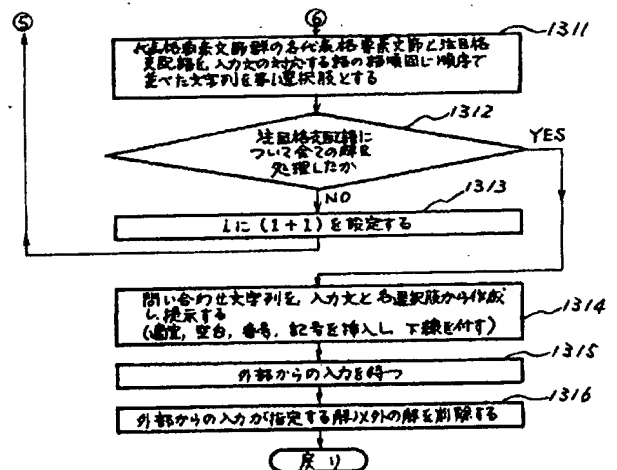 ⑤ ⑥
1311
代表格要素文節群の各代表格要素文節と注目格
支配語を、入力文の対応する語の語順同じ順序で
並べた文字列を第i選択肢とする
1312
注目格支配語に
ついて全ての解を
処理したか
YES
NO
1313
iに(i+1)を設定する
1314
問い合わせ文字列を、入力文と各選択肢から作成
し、提示する
(適宜、空白、番号、記号を挿入し、下線を付す)
1315
外部からの入力を待つ
1316
外部からの入力が指定する解以外の解を削除する
戻り